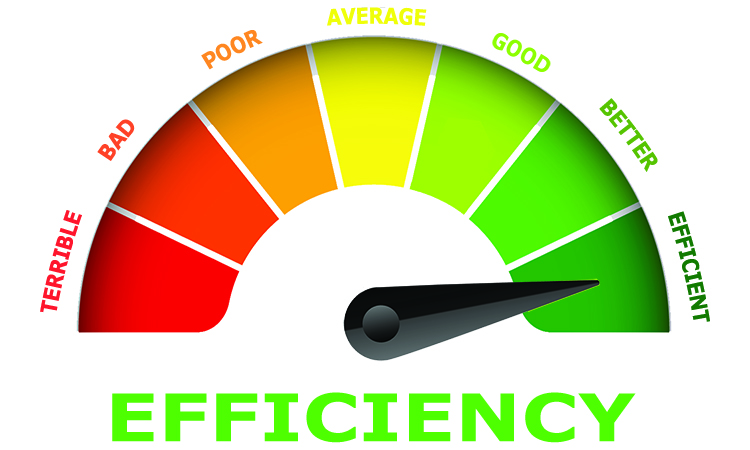 TERRIBLE
BAD
POOR
AVERAGE
GOOD
BETTER
EFFICIENT
EFFICIENCY